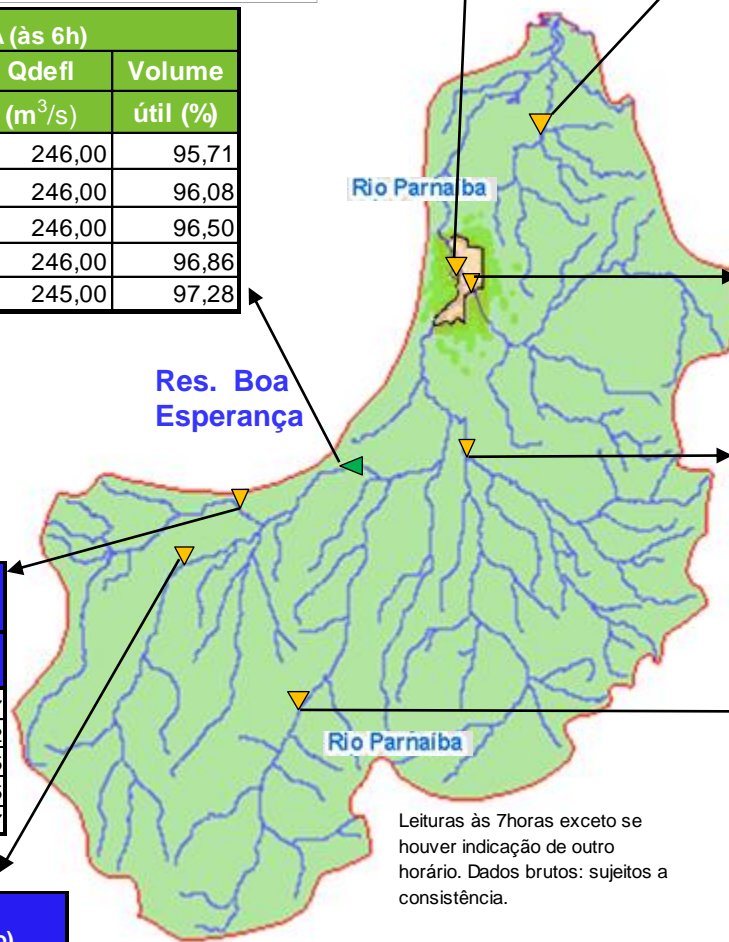 A (às 6h)
Qdefl Volume
(m³/s) útil (%)
246,00 95,71
246,00 96,08
246,00 96,50
246,00 96,86
245,00 97,28
Rio Parnaíba
Res. Boa
Esperança
Rio Parnaíba
Leituras às 7horas exceto se
houver indicação de outro
horário. Dados brutos: sujeitos a
consistência.